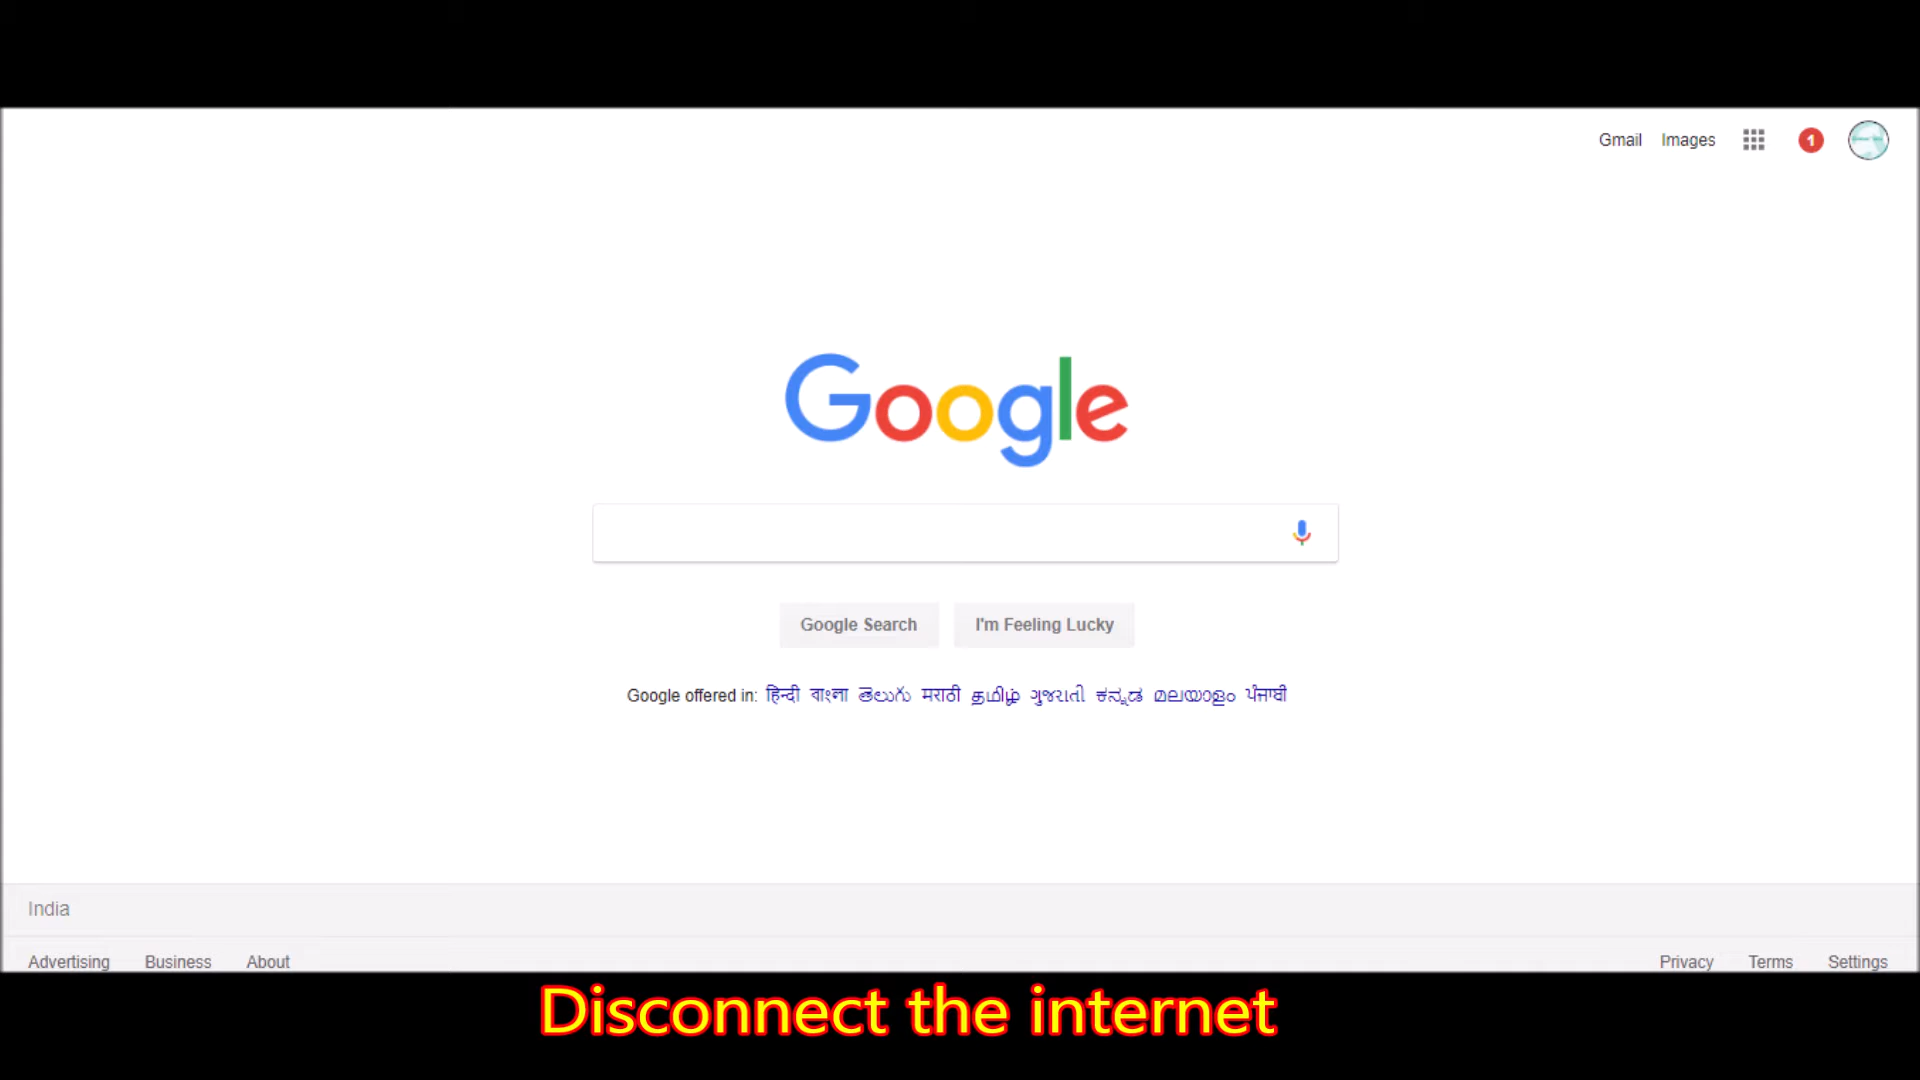 Gmail Images 1
Google
Google Search I'm Feeling Lucky
Google offered in: हिन्दी বাংলা తెలుగు मराठी தமிழ் ગુજરાતી ಕನ್ನಡ മലയാളം ਪੰਜਾਬੀ
India
Advertising Business About Privacy Terms Settings
Disconnect the internet